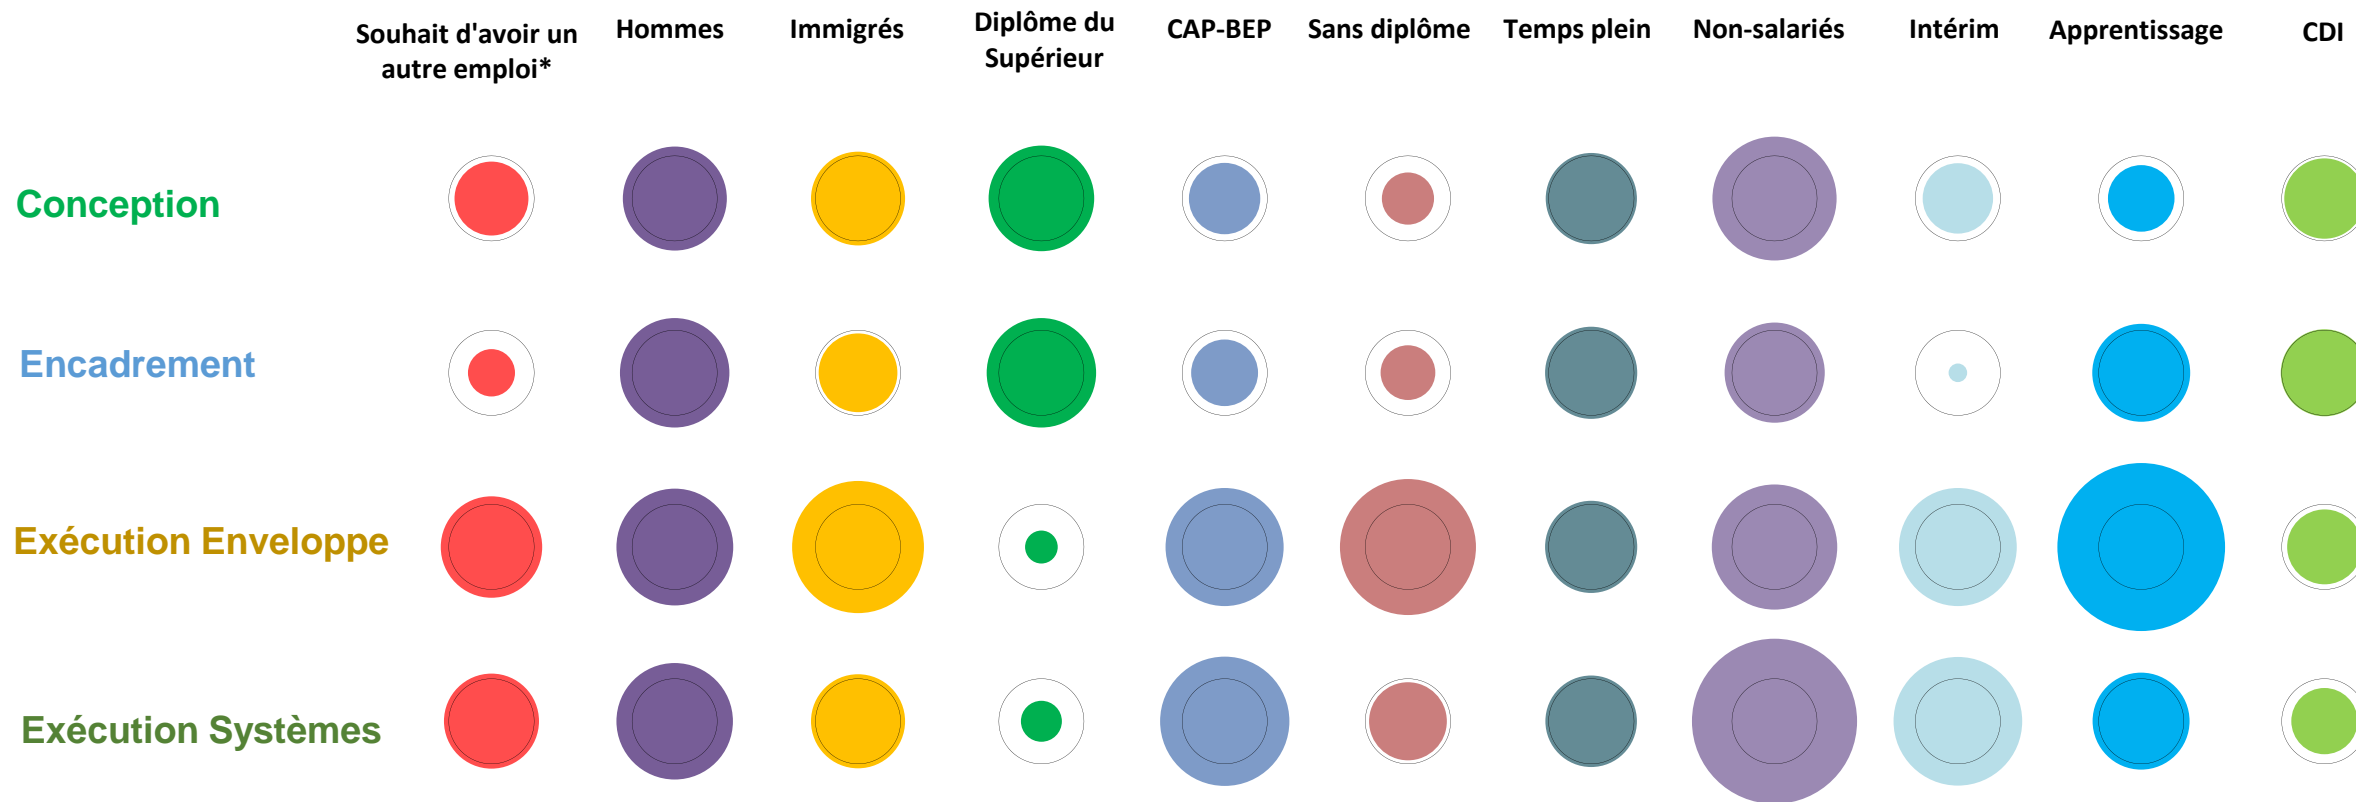 Souhait d'avoir un
autre emploi*
Hommes
Immigrés
Diplôme du
Supérieur
CAP-BEP
Sans diplôme
Temps plein
Non-salariés
Intérim
Apprentissage
CDI
Conception
Encadrement
Exécution Enveloppe
Exécution Systèmes